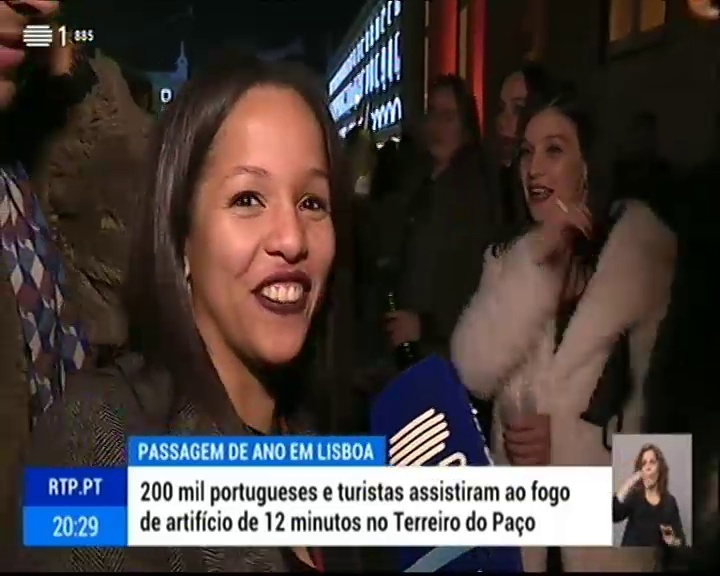 1 885
PASSAGEM DE ANO EM LISBOA
RTP.PT
200 mil portugueses e turistas assistiram ao fogo
20:29
de artifício de 12 minutos no Terreiro do Paço